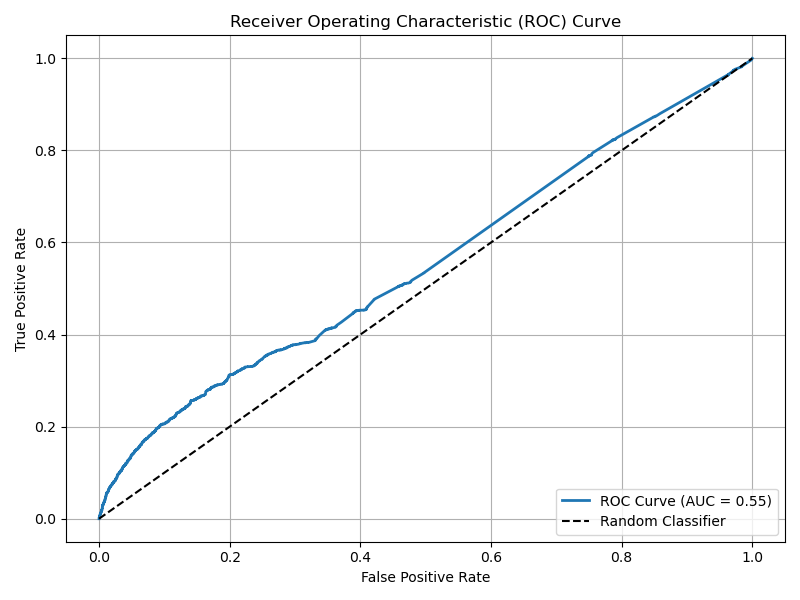 Receiver Operating Characteristic (ROC) Curve
1.0
0.8
0.6
0.4
0.2
0.0
True Positive Rate
0.0 0.2 0.4 0.6 0.8 1.0
False Positive Rate
ROC Curve (AUC = 0.55)
Random Classifier